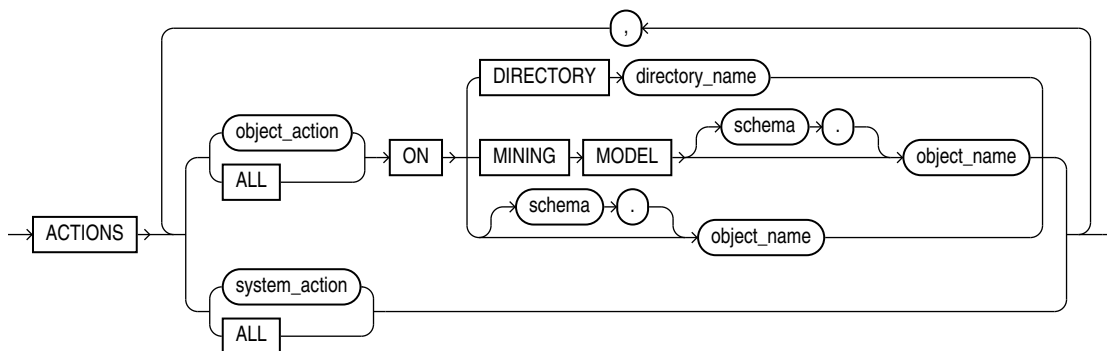 ,
DIRECTORY directory_name
object_action
schema .
ON
MINING MODEL
object_name
ALL
schema .
ACTIONS
object_name
system_action
ALL